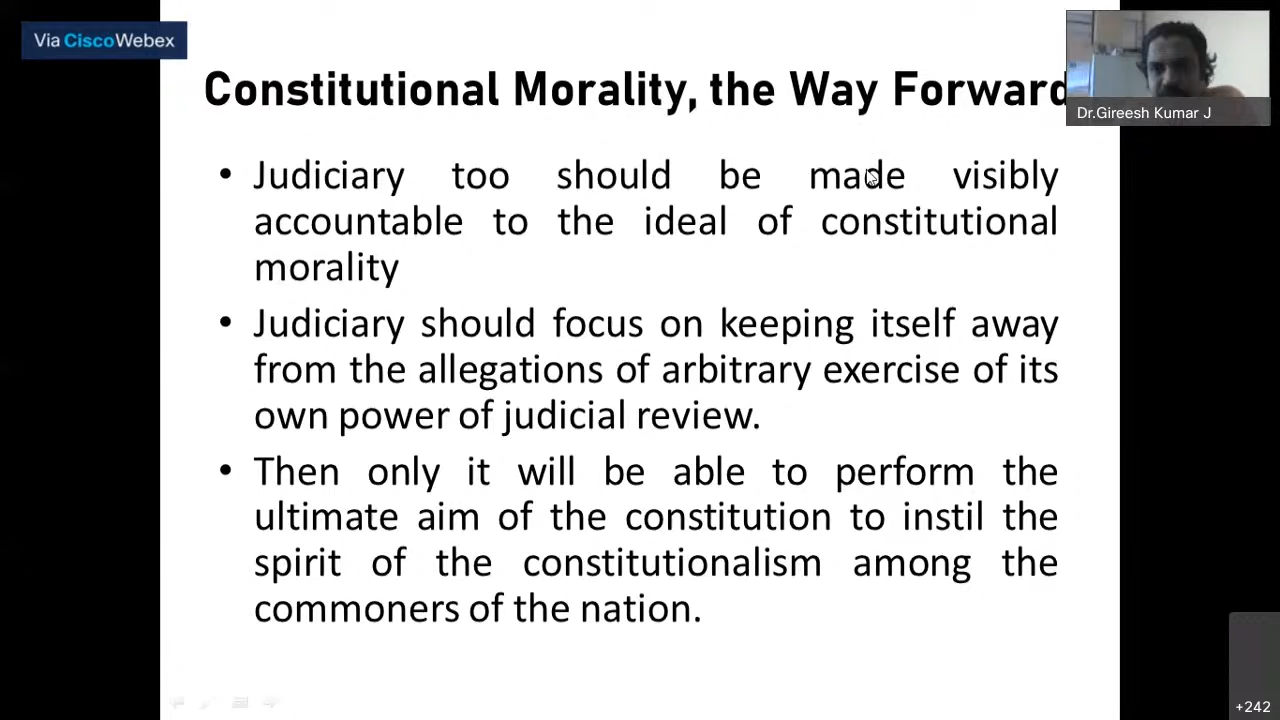 Via CiscoWebex
Constitutional Morality, the Way Forward
Dr.Gireesh Kumar J
• Judiciary too should be made visibly
accountable to the ideal of constitutional
morality
• Judiciary should focus on keeping itself away
from the allegations of arbitrary exercise of its
own power of judicial review.
• Then only it will be able to perform the
ultimate aim of the constitution to instil the
spirit of the constitutionalism among the
commoners of the nation.
+242